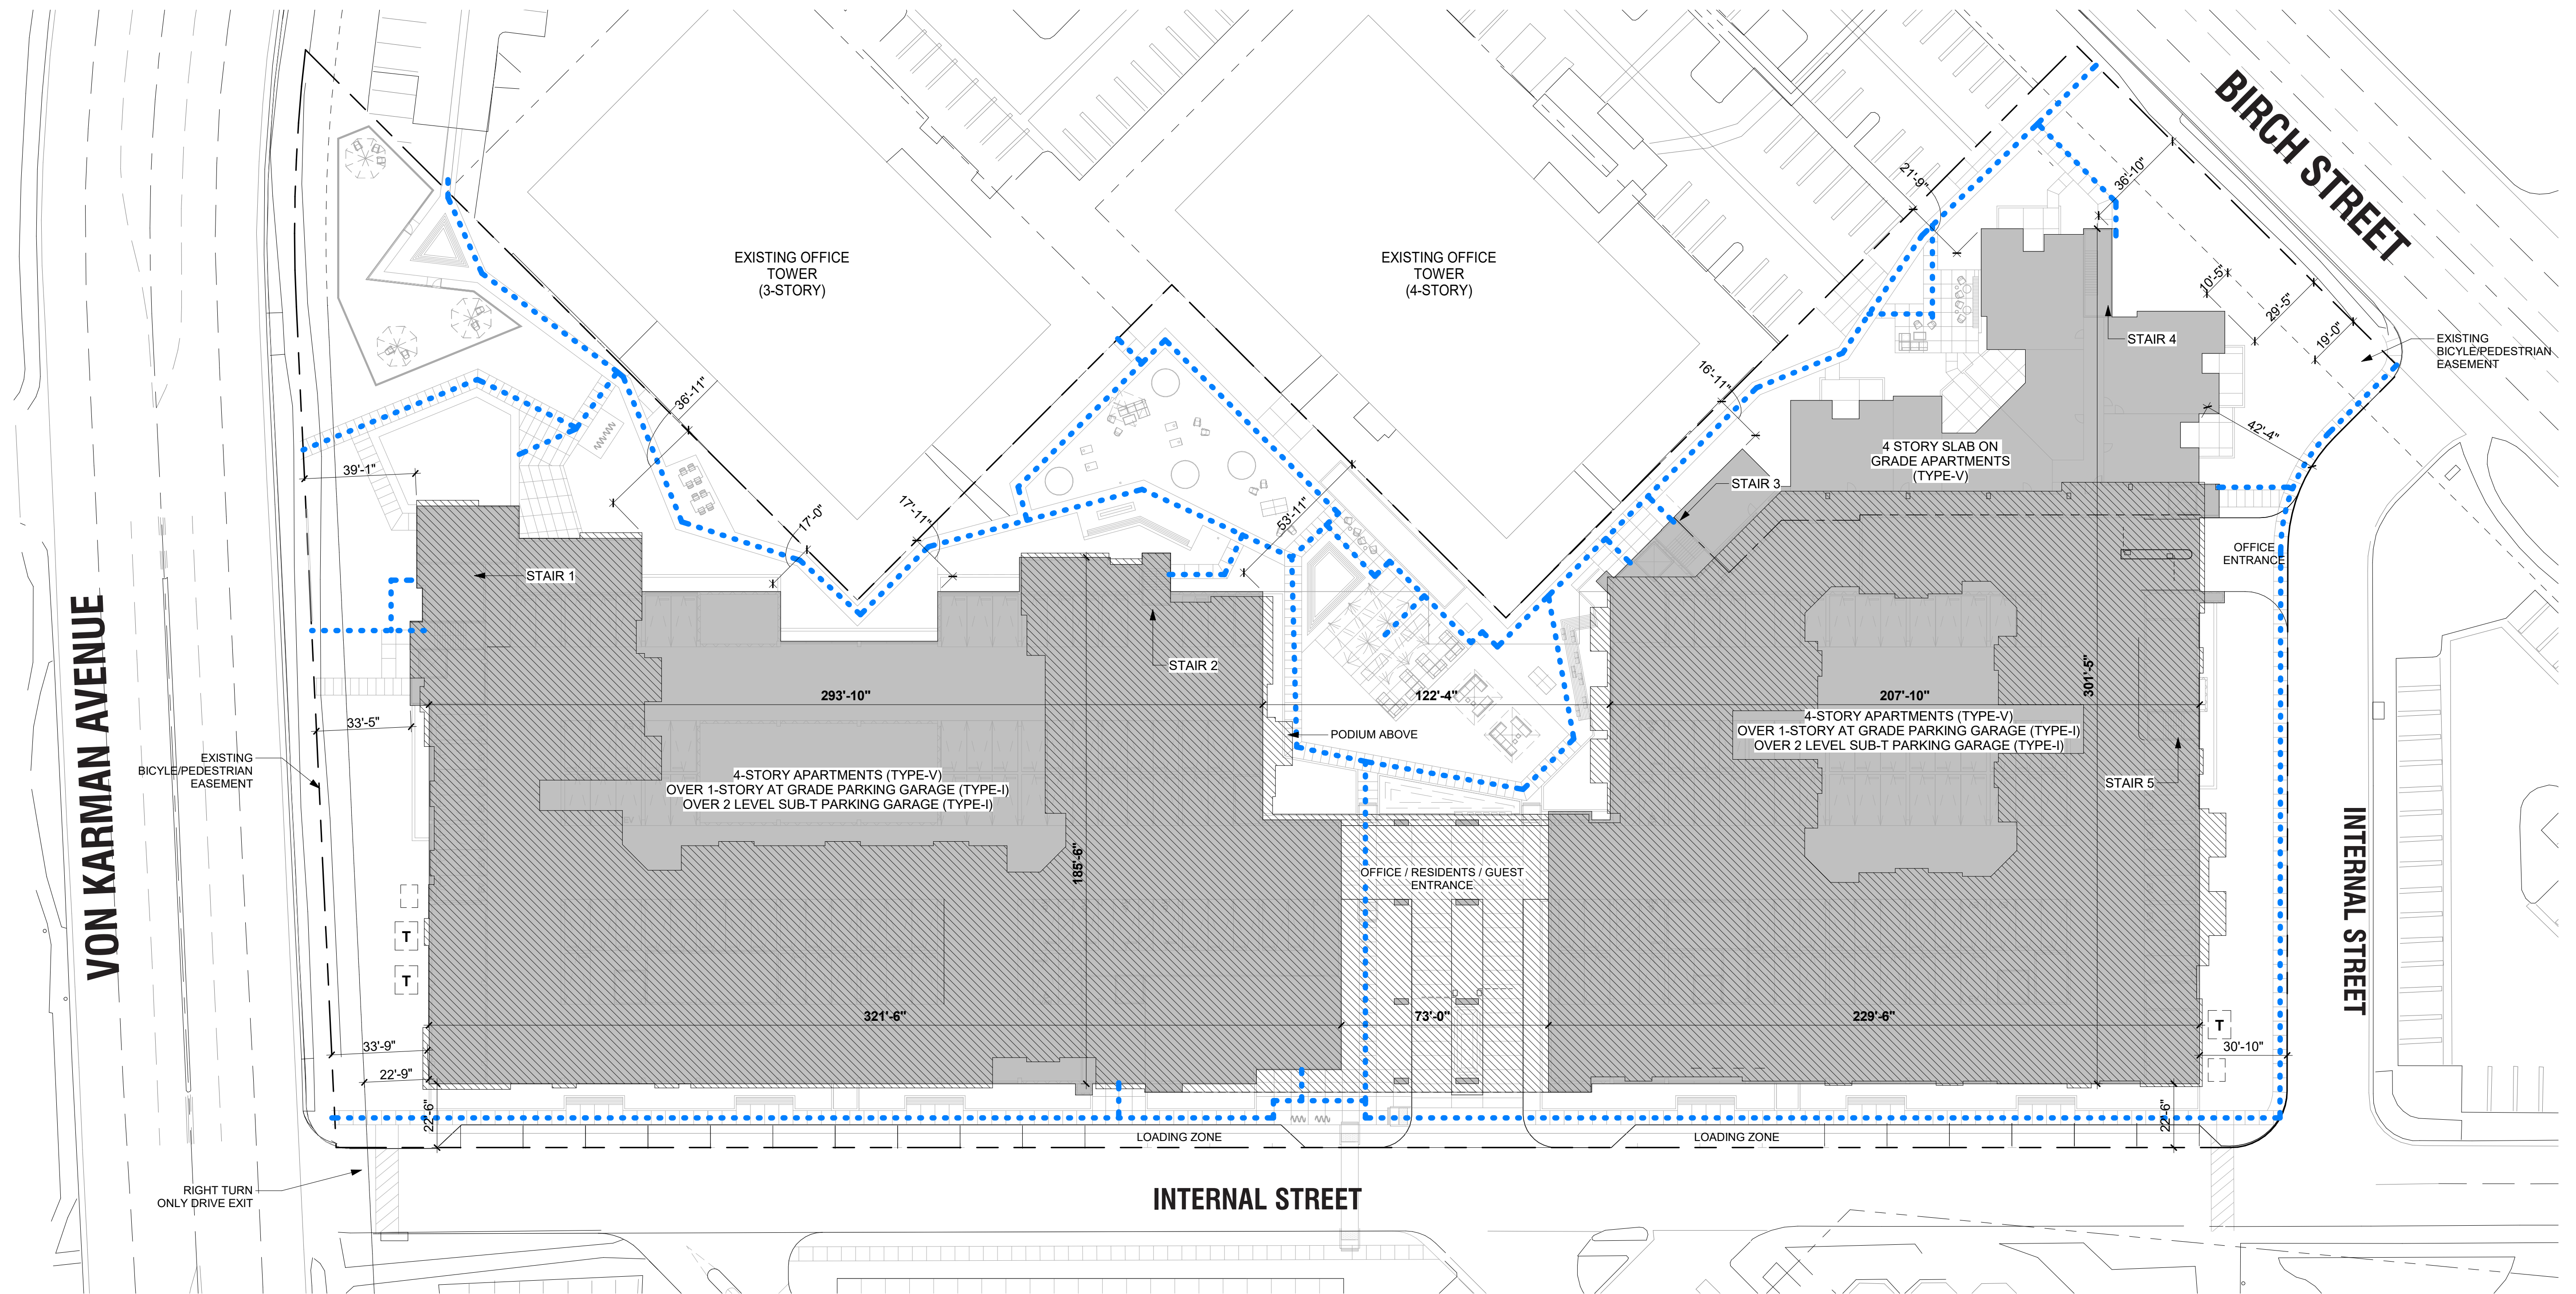 BIRCH STREET
21'-9"
36'-10"
EXISTING OFFICE
TOWER
(3-STORY)
EXISTING OFFICE
TOWER
(4-STORY)
10'-5"
29'-5"
19'-0"
STAIR 4
EXISTING
BICYLE/PEDESTRIAN
EASEMENT
36'-11"
16'-11"
42'-4"
4 STORY SLAB ON
GRADE APARTMENTS
(TYPE-V)
39'-1"
STAIR 3
17'-0"
17'-11"
53'-11"
OFFICE
ENTRANCE
STAIR 1
STAIR 2
VON KARMAN AVENUE
293'-10"
122'-4"
207'-10"
301'-5"
33'-5"
PODIUM ABOVE
4-STORY APARTMENTS (TYPE-V)
OVER 1-STORY AT GRADE PARKING GARAGE (TYPE-I)
OVER 2 LEVEL SUB-T PARKING GARAGE (TYPE-I)
EXISTING
BICYLE/PEDESTRIAN
EASEMENT
4-STORY APARTMENTS (TYPE-V)
OVER 1-STORY AT GRADE PARKING GARAGE (TYPE-I)
OVER 2 LEVEL SUB-T PARKING GARAGE (TYPE-I)
STAIR 5
185'-6"
OFFICE / RESIDENTS / GUEST
ENTRANCE
INTERNAL STREET
T
T
321'-6"
73'-0"
229'-6"
T
33'-9"
30'-10"
22'-9"
22'-6"
22'-6"
LOADING ZONE
LOADING ZONE
RIGHT TURN
ONLY DRIVE EXIT
INTERNAL STREET